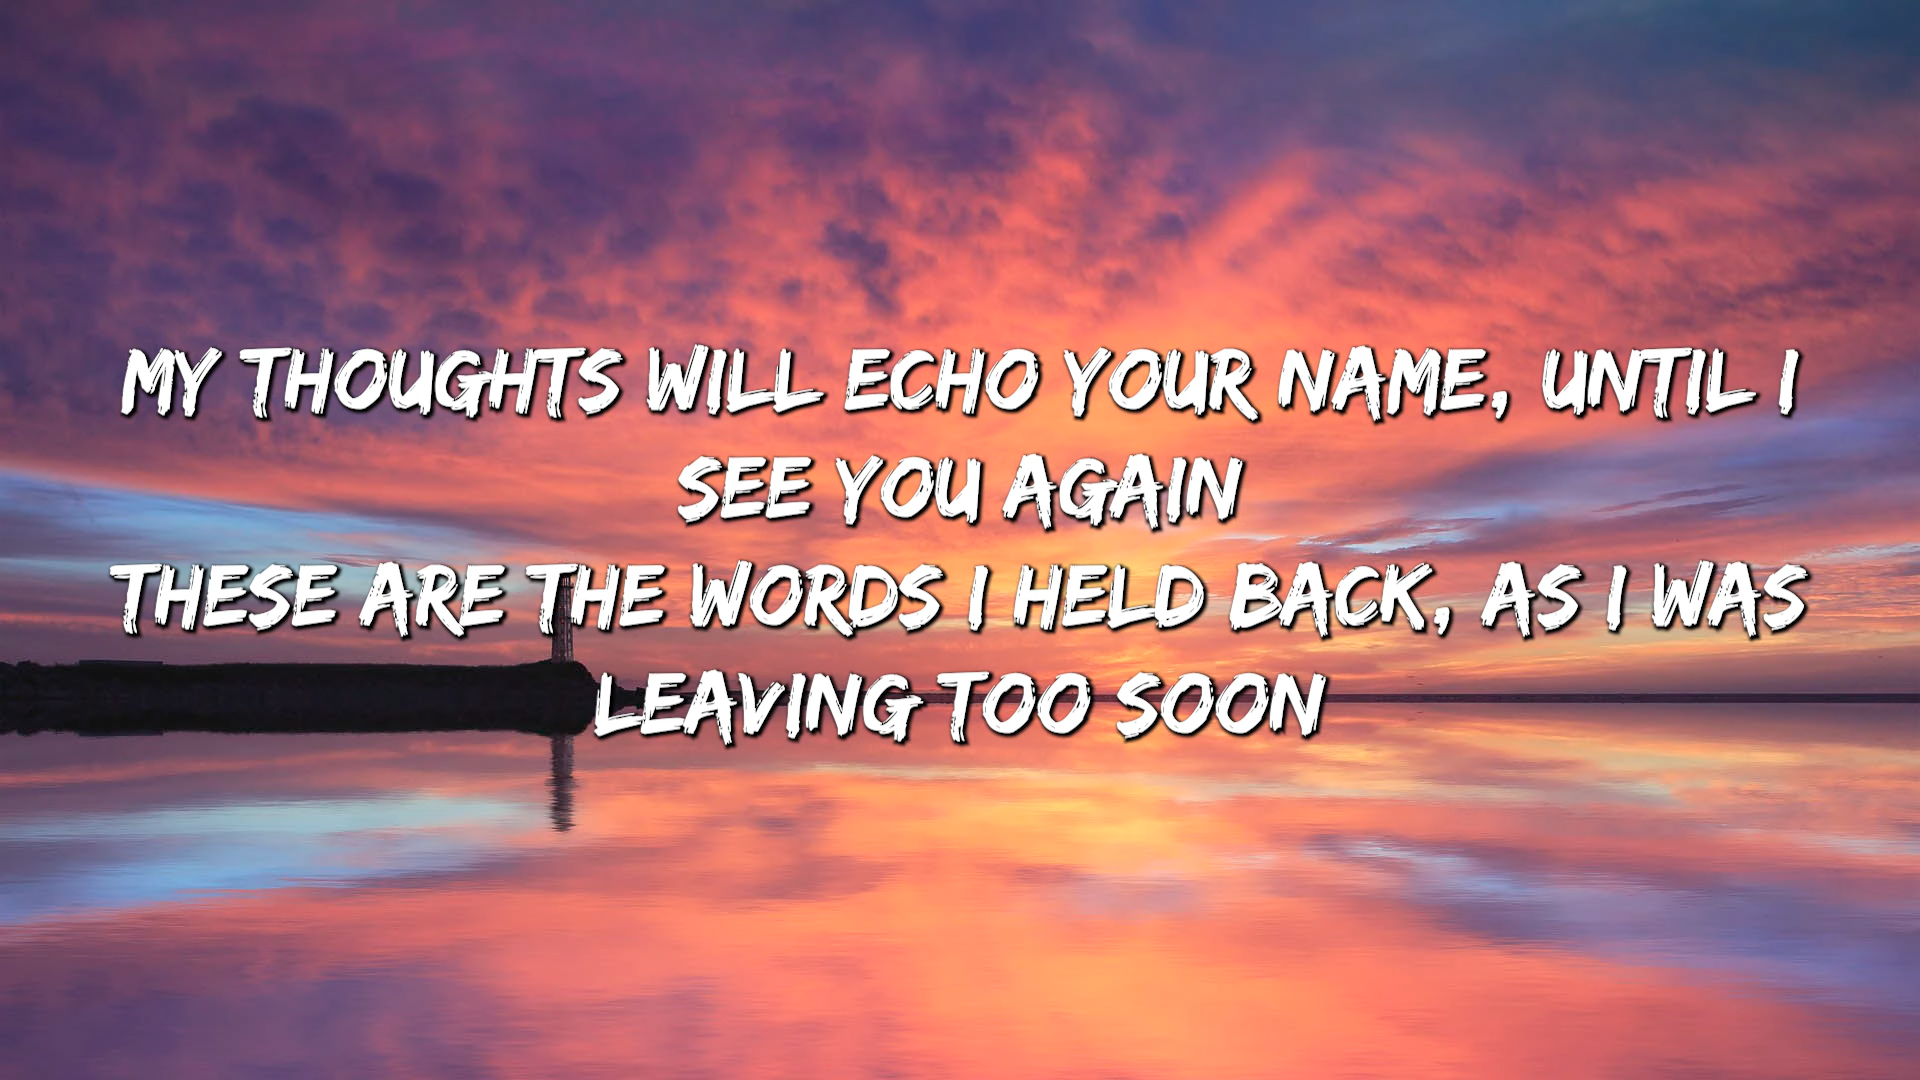 MY THOUGHTS WILL ECHO YOUR NAME, UNTIL I
SEE YOU AGAIN
THESE ARE THE WORDS I HELD BACK, AS I WAS
LEAVING TOO SOON